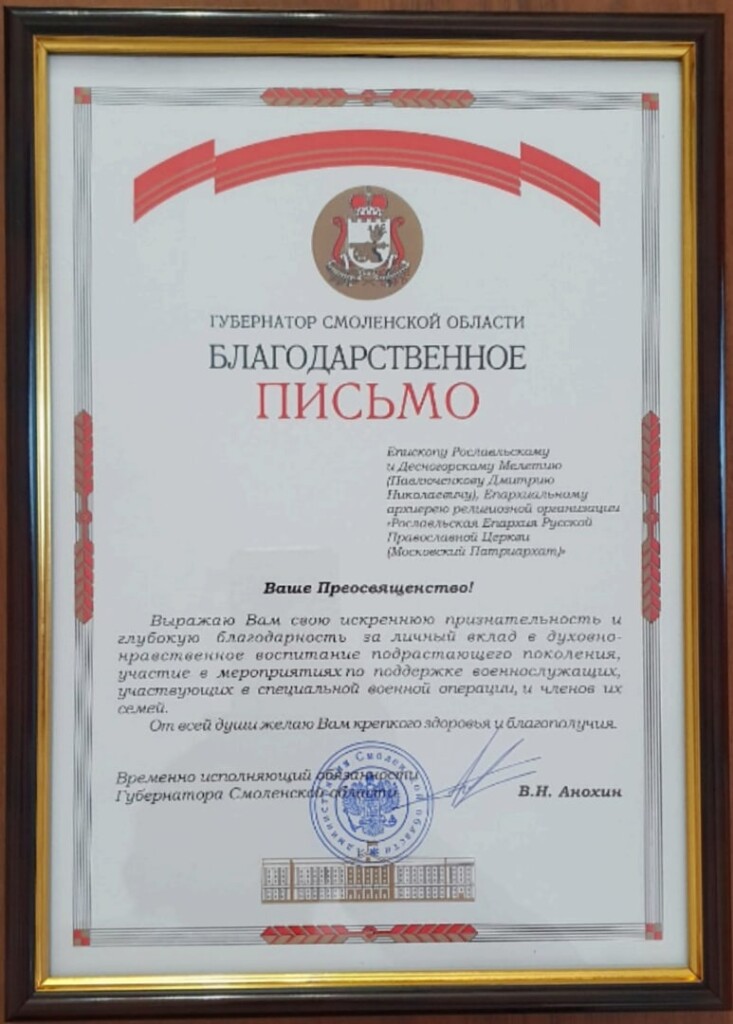 ГУБЕРНАТОР СМОЛЕНСКОЙ ОБЛАСТИ
БЛАГОДАРСТВЕННОЕ
ПИСЬМО
Епископу Рославльскому
и Десногорскому Мелетию
(Павлюченкову Дмитрию
Николаевичу), Епархиальному
архиерею религиозной организации
«Рославльская Епархия Русской
Православной Церкви
(Московский Патриархат)»
Ваше Преосвященство!
Выражаю Вам свою искреннюю признательность и
глубокую благодарность за личный вклад в духовно-
нравственное воспитание подрастающего поколения,
участие в мероприятиях по поддержке военнослужащих,
участвующих в специальной военной операции, и членов их
семей.
От всей души желаю Вам крепкого здоровья и благополучия.
Временно исполняющий обязанности
Губернатора Смоленской области
В.Н. Анохин
Администрация Смоленской области